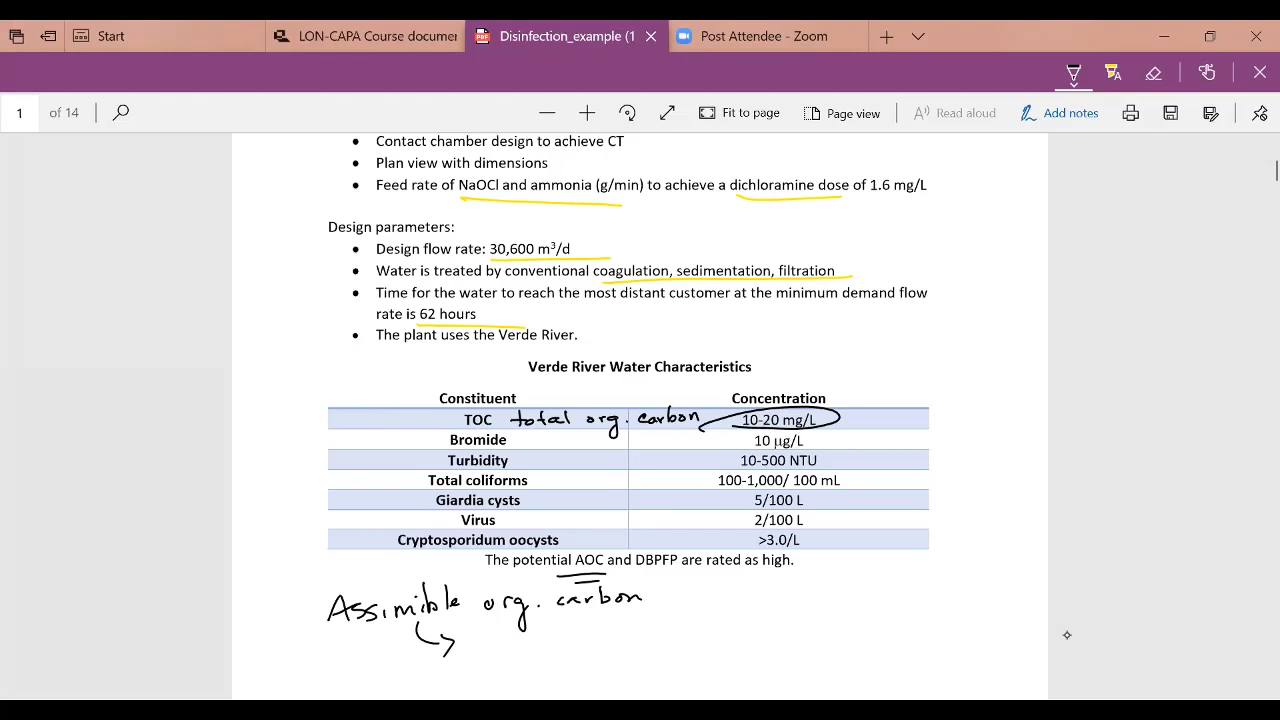 Start
LON-CAPA Course documen
Disinfection_example (1
Post Attendee - Zoom
1 of 14
Fit to page
Page view
Read aloud
Add notes
• Contact chamber design to achieve CT
• Plan view with dimensions
• Feed rate of NaOCl and ammonia (g/min) to achieve a dichloramine dose of 1.6 mg/L
Design parameters:
• Design flow rate: 30,600 m³/d
• Water is treated by conventional coagulation, sedimentation, filtration
• Time for the water to reach the most distant customer at the minimum demand flow
rate is 62 hours
• The plant uses the Verde River.
Verde River Water Characteristics
Constituent Concentration
TOC total org. carbon 10-20 mg/L
Bromide 10 µg/L
Turbidity 10-500 NTU
Total coliforms 100-1,000/ 100 mL
Giardia cysts 5/100 L
Virus 2/100 L
Cryptosporidum oocysts >3.0/L
The potential AOC and DBPFP are rated as high.
Assimible org. carbon